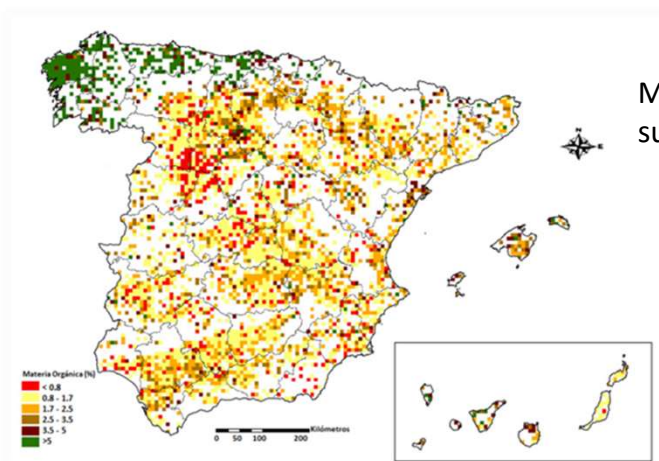 M
su
N
E
Materia Orgánica (%)
< 0.8
0.8 - 1.7
1.7 - 2.5
2.5 - 3.5
3.5 - 5
>5
Kilómetros
0 50 100 200